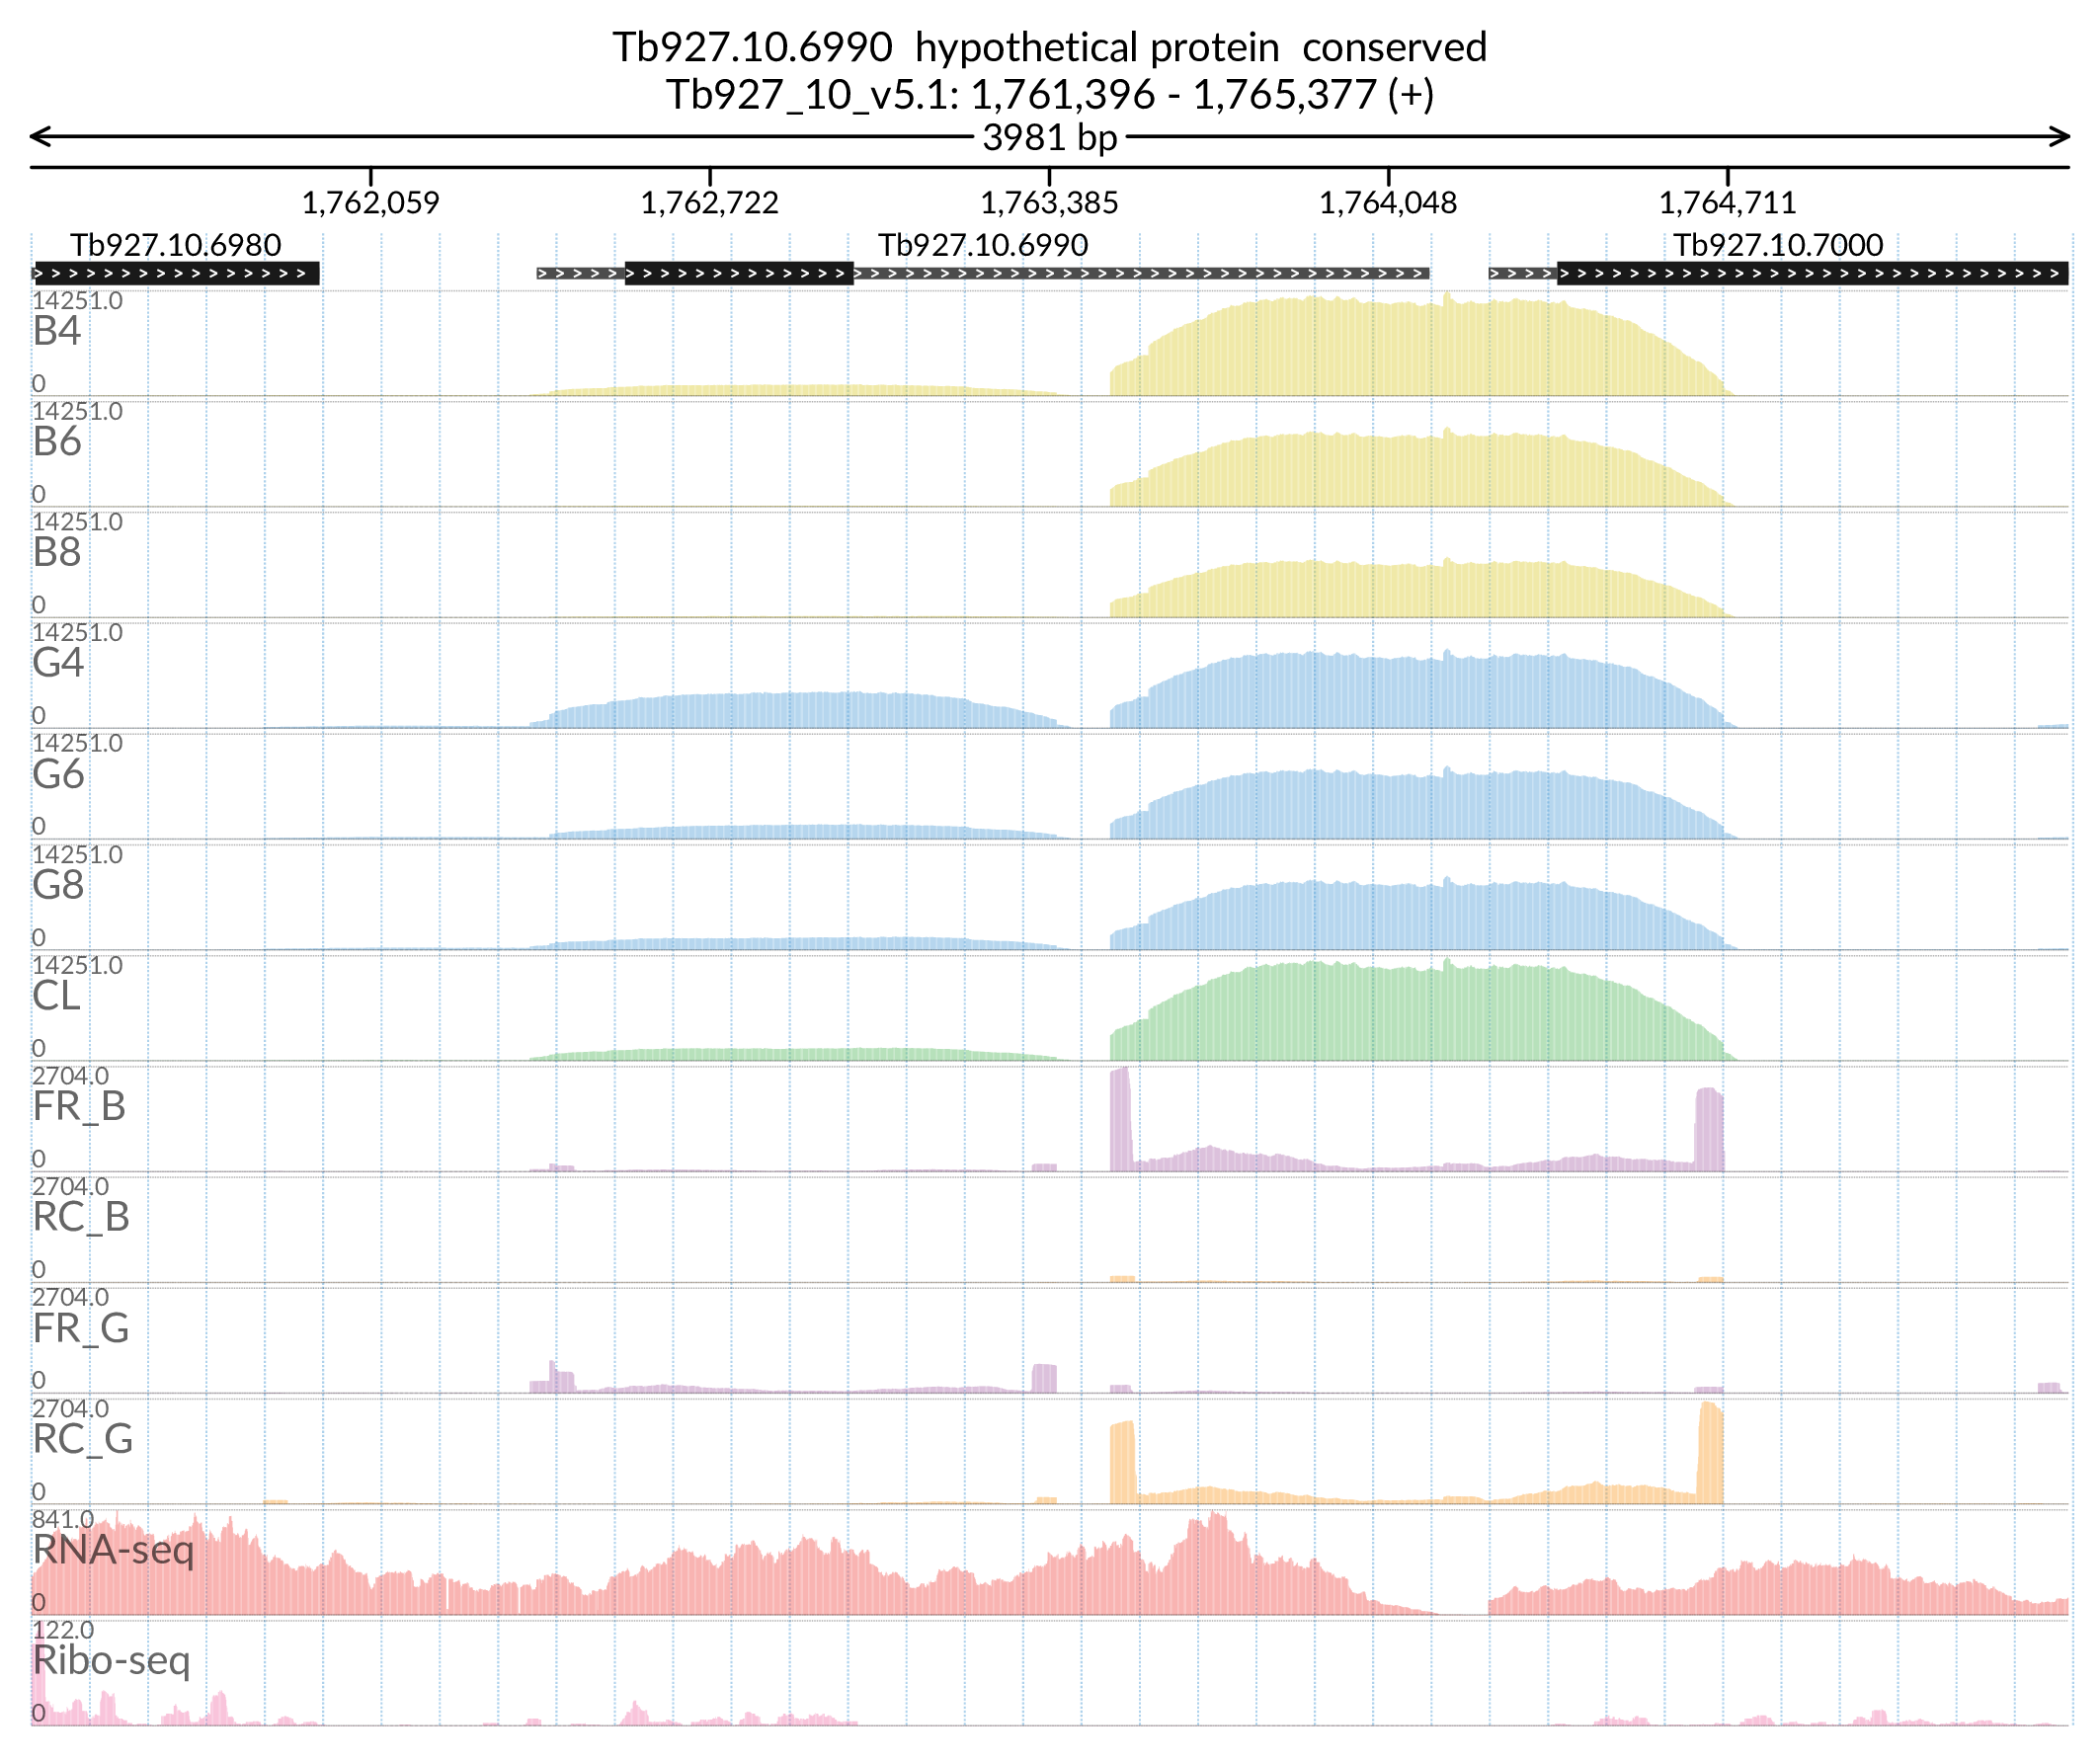 Tb927.10.6990  hypothetical protein  conserved
Tb927_10_v5.1: 1,761,396 - 1,765,377 (+)
3981 bp
1,762,059 1,762,722 1,763,385 1,764,048 1,764,711
Tb927.10.6980 Tb927.10.6990 Tb927.10.7000
14251.0
B4
0
14251.0
B6
0
14251.0
B8
0
14251.0
G4
0
14251.0
G6
0
14251.0
G8
0
14251.0
CL
0
2704.0
FR_B
0
2704.0
RC_B
0
2704.0
FR_G
0
2704.0
RC_G
0
841.0
RNA-seq
0
122.0
Ribo-seq
0